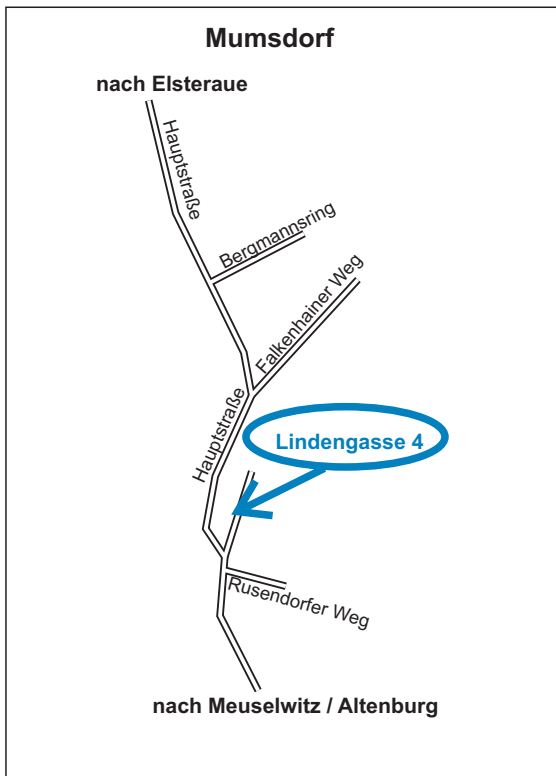 Mumsdorf
nach Elsteraue
Hauptstraße
Bergmannsring
Falkenhainer Weg
Hauptstraße
Lindengasse 4
Rusendorfer Weg
nach Meuselwitz / Altenburg